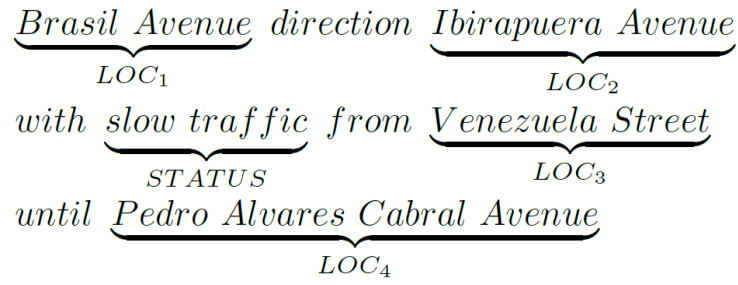 Brasil Avenue direction Ibirapuera Avenue
LOC1 LOC2
with slow traffic from Venezuela Street
STATUS LOC3
until Pedro Alvares Cabral Avenue
LOC4